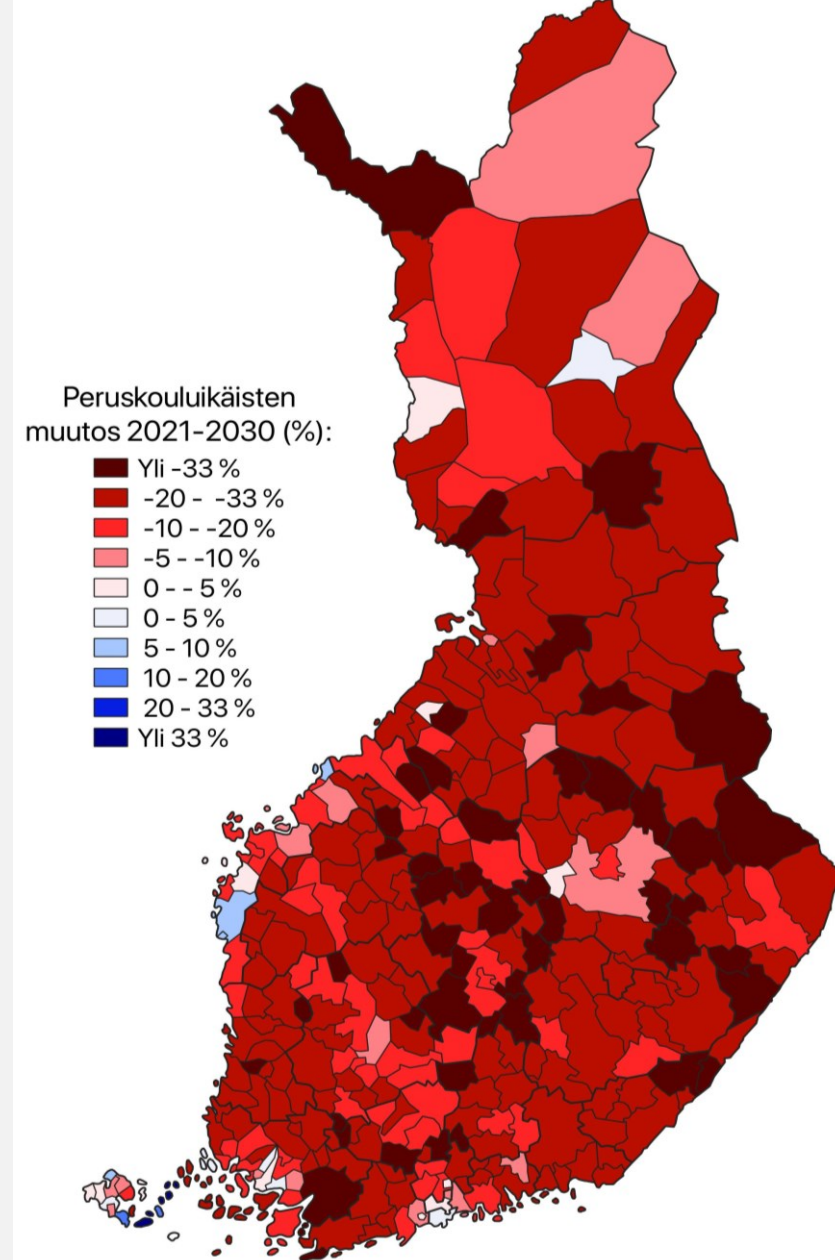 Peruskouluikäisten
muutos 2021-2030 (%):
Yli -33 %
-20 - -33 %
-10 - -20 %
-5 - -10 %
0 - - 5 %
0 - 5 %
5 - 10 %
10 - 20 %
20 - 33 %
Yli 33 %